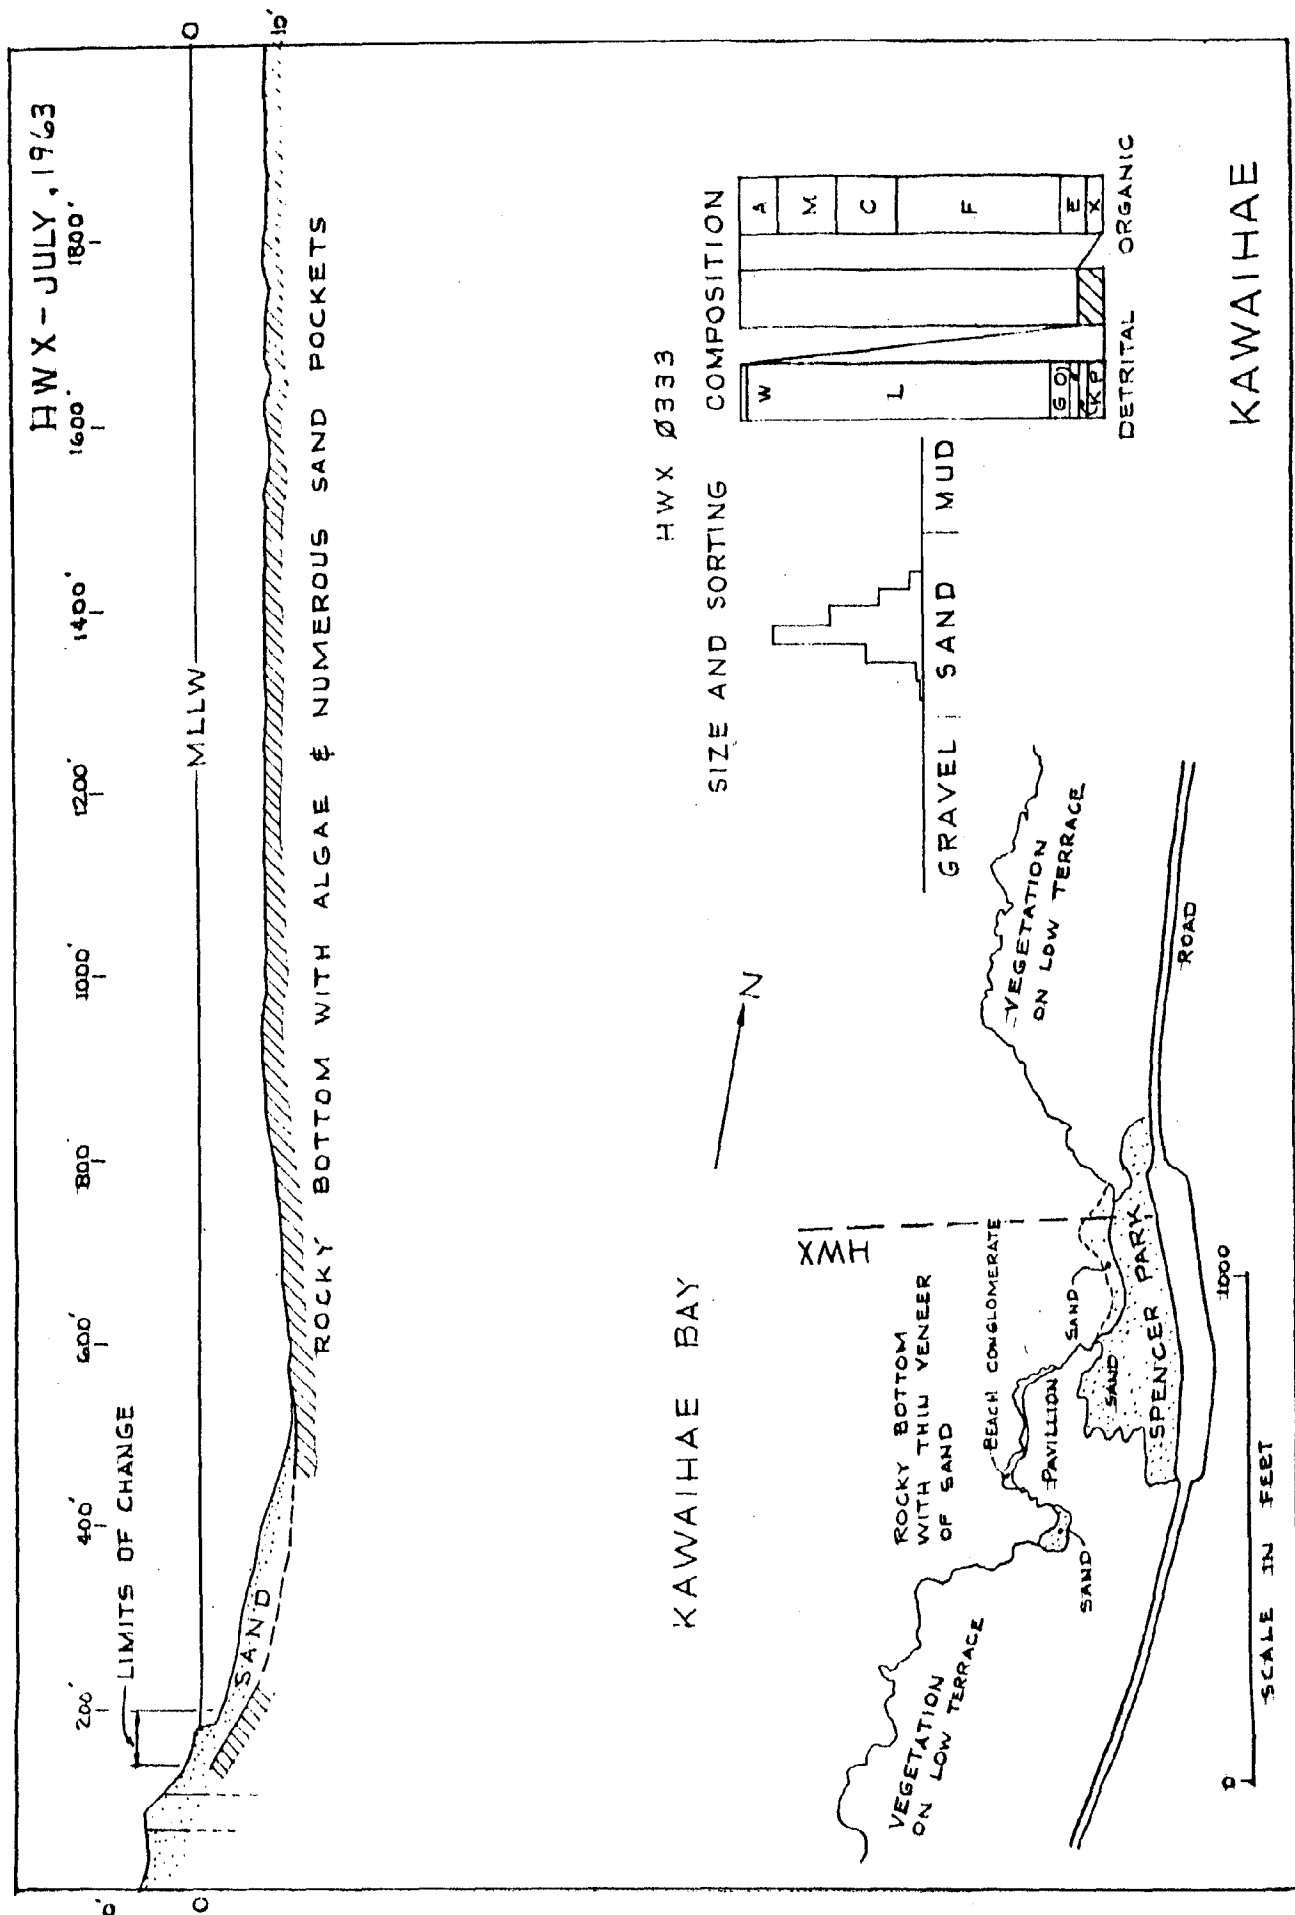 HWX - JULY, 1963
LIMITS OF CHANGE
200' 400' 600' 800' 1000' 1200' 1400' 1600' 1800'
0 MLLW 0
SAND
10'
ROCKY BOTTOM WITH ALGAE & NUMEROUS SAND POCKETS
HWX Ø333
SIZE AND SORTING
COMPOSITION
GRAVEL SAND MUD
W L G O K P
A M C F E X
DETRITAL ORGANIC
KAWAIHAE BAY
N
HWX
ROCKY BOTTOM
WITH THIN VENEER
OF SAND
BEACH CONGLOMERATE
PAVILLION
SAND
SAND
SAND
SPENCER PARK
VEGETATION
ON LOW TERRACE
VEGETATION
ON LOW TERRACE
ROAD
0 1000
SCALE IN FEET
KAWAIHAE